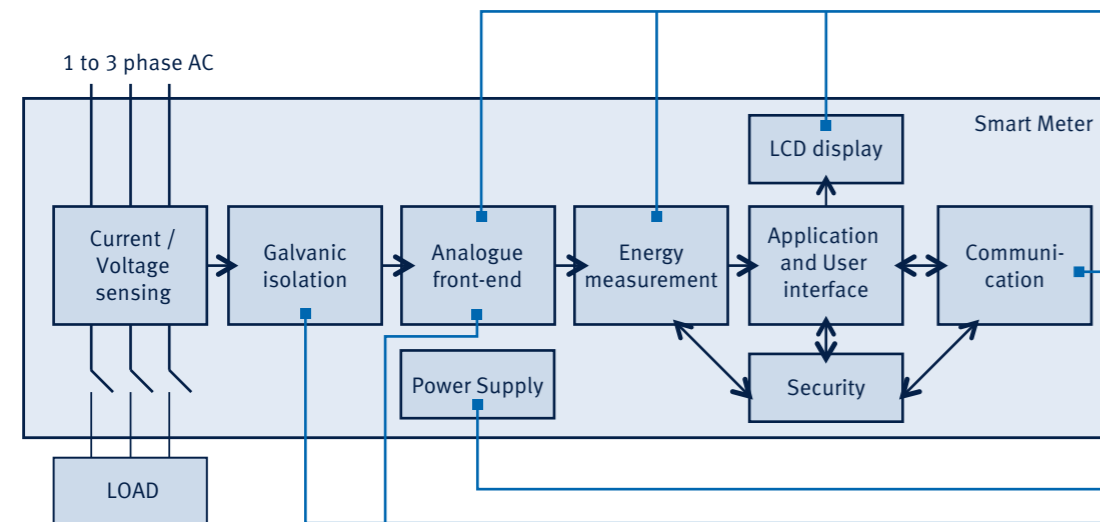 1 to 3 phase AC
Smart Meter
LCD display
Current /
Voltage
sensing
Galvanic
isolation
Analogue
front-end
Energy
measurement
Application
and User
interface
Communi-
cation
Power Supply
Security
LOAD